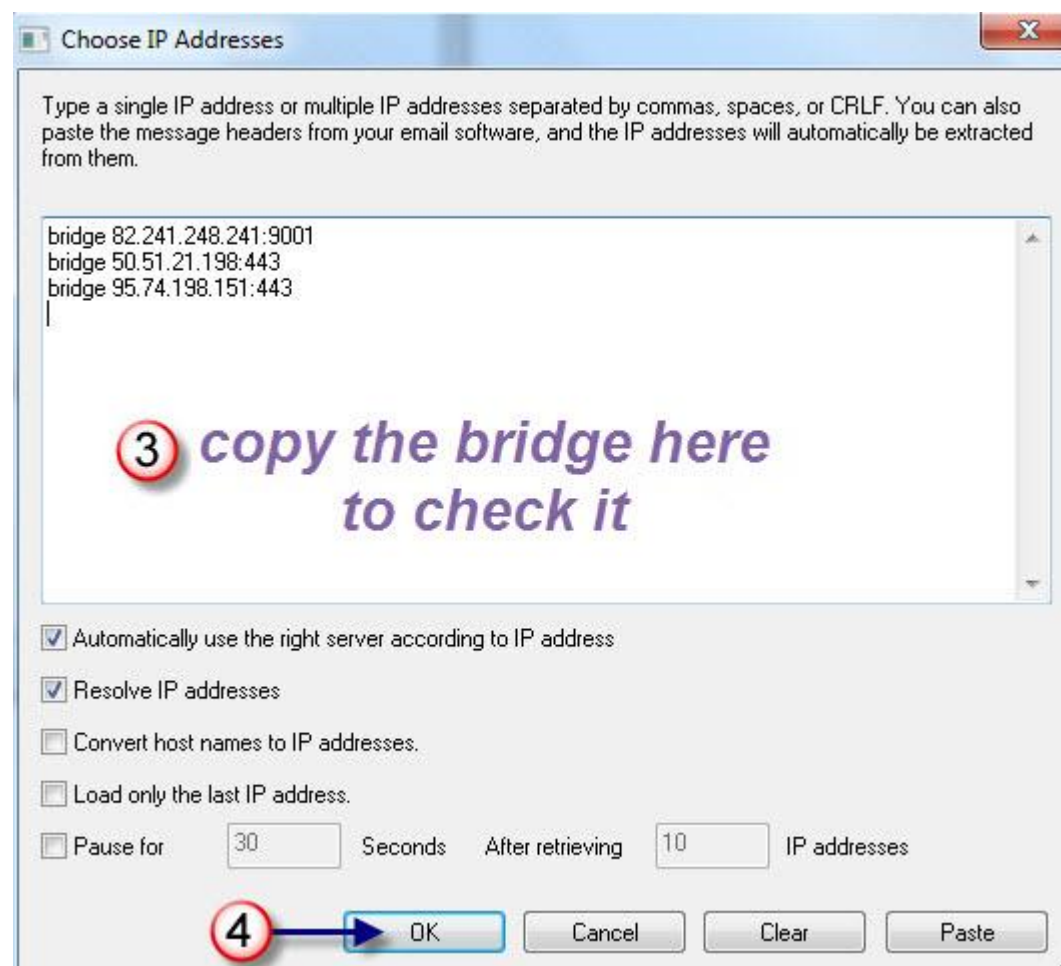 Choose IP Addresses
Type a single IP address or multiple IP addresses separated by commas, spaces, or CRLF. You can also
paste the message headers from your email software, and the IP addresses will automatically be extracted
from them.
bridge 82.241.248.241:9001
bridge 50.51.21.198:443
bridge 95.74.198.151:443
3 copy the bridge here
to check it
Automatically use the right server according to IP address
Resolve IP addresses
Convert host names to IP addresses.
Load only the last IP address.
Pause for 30 Seconds After retrieving 10 IP addresses
4 OK Cancel Clear Paste